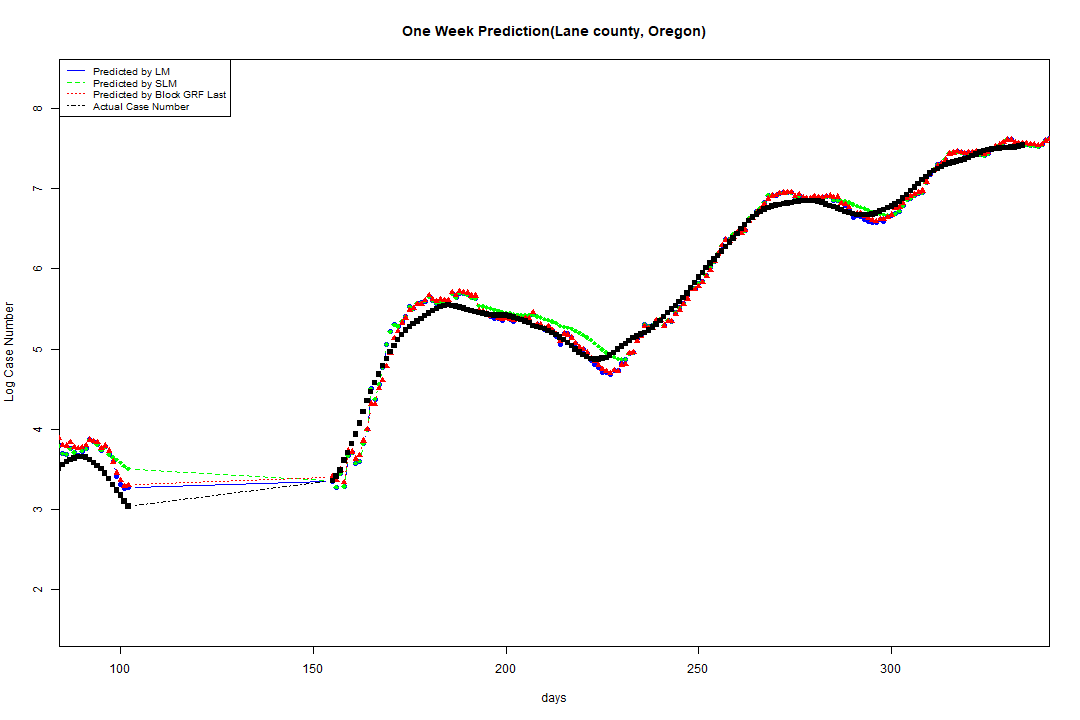 One Week Prediction(Lane county, Oregon)
Predicted by LM
Predicted by SLM
Predicted by Block GRF Last
Actual Case Number
8
7
6
5
4
3
2
Log Case Number
100 150 200 250 300
days